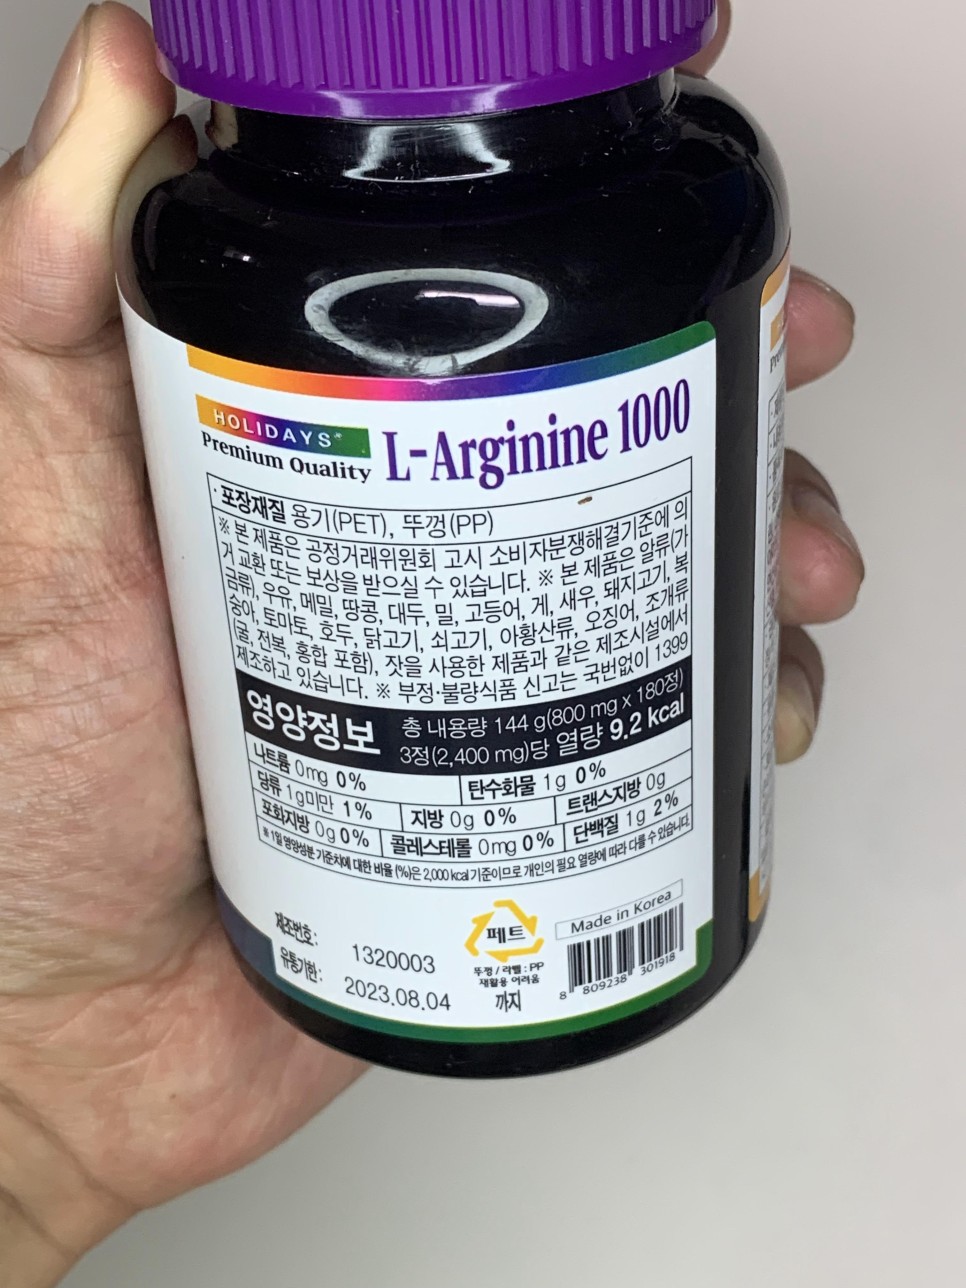 HOLIDAYS
Premium Quality
L-Arginine 1000
· 포장재질 용기(PET), 뚜껑(PP)
※ 본 제품은 공정거래위원회 고시 소비자분쟁해결기준에 의
거 교환 또는 보상을 받으실 수 있습니다. ※ 본 제품은 알류(가
금류), 우유, 메밀, 땅콩, 대두, 밀, 고등어, 게, 새우, 돼지고기, 복
숭아, 토마토, 호두, 닭고기, 쇠고기, 아황산류, 오징어, 조개류
(굴, 전복, 홍합 포함), 잣을 사용한 제품과 같은 제조시설에서
제조하고 있습니다. ※ 부정·불량식품 신고는 국번없이 1399
영양정보
총 내용량 144 g(800 mg x 180정)
3정(2,400 mg)당 열량 9.2 kcal
나트륨 0mg 0% 탄수화물 1g 0%
당류 1g미만 1% 지방 0g 0% 트랜스지방 0g
포화지방 0g 0% 콜레스테롤 0mg 0% 단백질 1g 2%
※ 1일 영양성분 기준치에 대한 비율 (%)은 2,000 kcal 기준이므로 개인의 필요 열량에 따라 다를 수 있습니다.
제조번호: 1320003
유통기한: 2023.08.04 까지
페트
뚜껑 / 라벨 : PP
재활용 어려움
Made in Korea
8 809238 301918